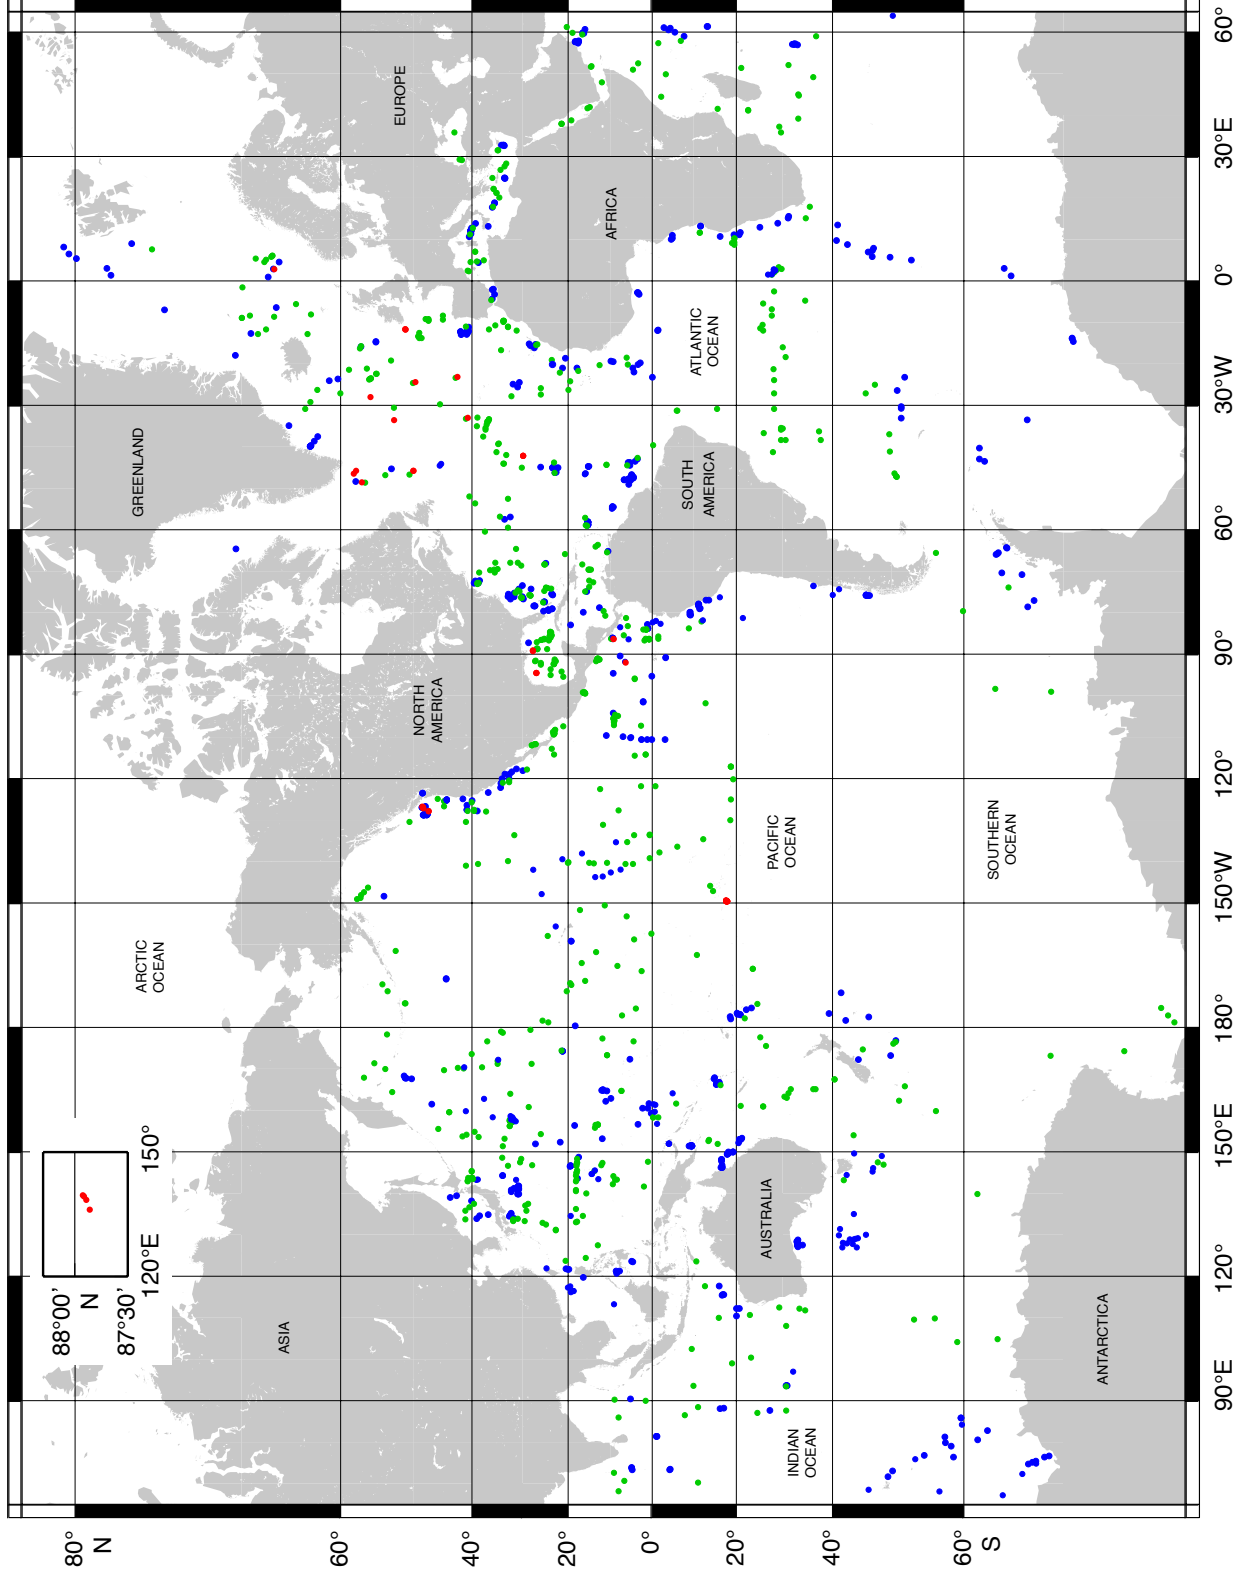 80°
N
60°
40°
20°
0°
20°
40°
60°
S
90°E
120°
150°E
180°
150°W
120°
90°
60°
30°W
0°
30°E
60°
88°00'
N
87°30'
120°E
150°
ARCTIC
OCEAN
GREENLAND
EUROPE
ASIA
NORTH
AMERICA
ATLANTIC
OCEAN
AFRICA
SOUTH
AMERICA
PACIFIC
OCEAN
INDIAN
OCEAN
AUSTRALIA
SOUTHERN
OCEAN
ANTARCTICA